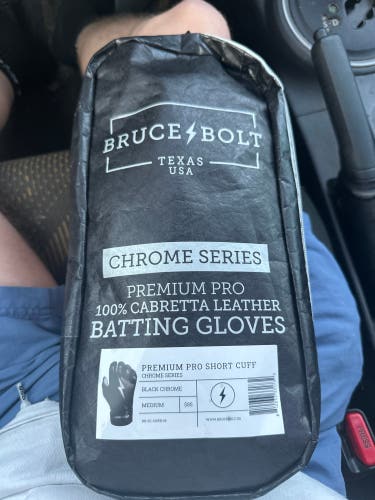 BRUCE BOLT
TEXAS
USA
CHROME SERIES
PREMIUM PRO
100% CABRETTA LEATHER
BATTING GLOVES
PREMIUM PRO SHORT CUFF
CHROME SERIES
BLACK CHROME
MEDIUM
PRESS